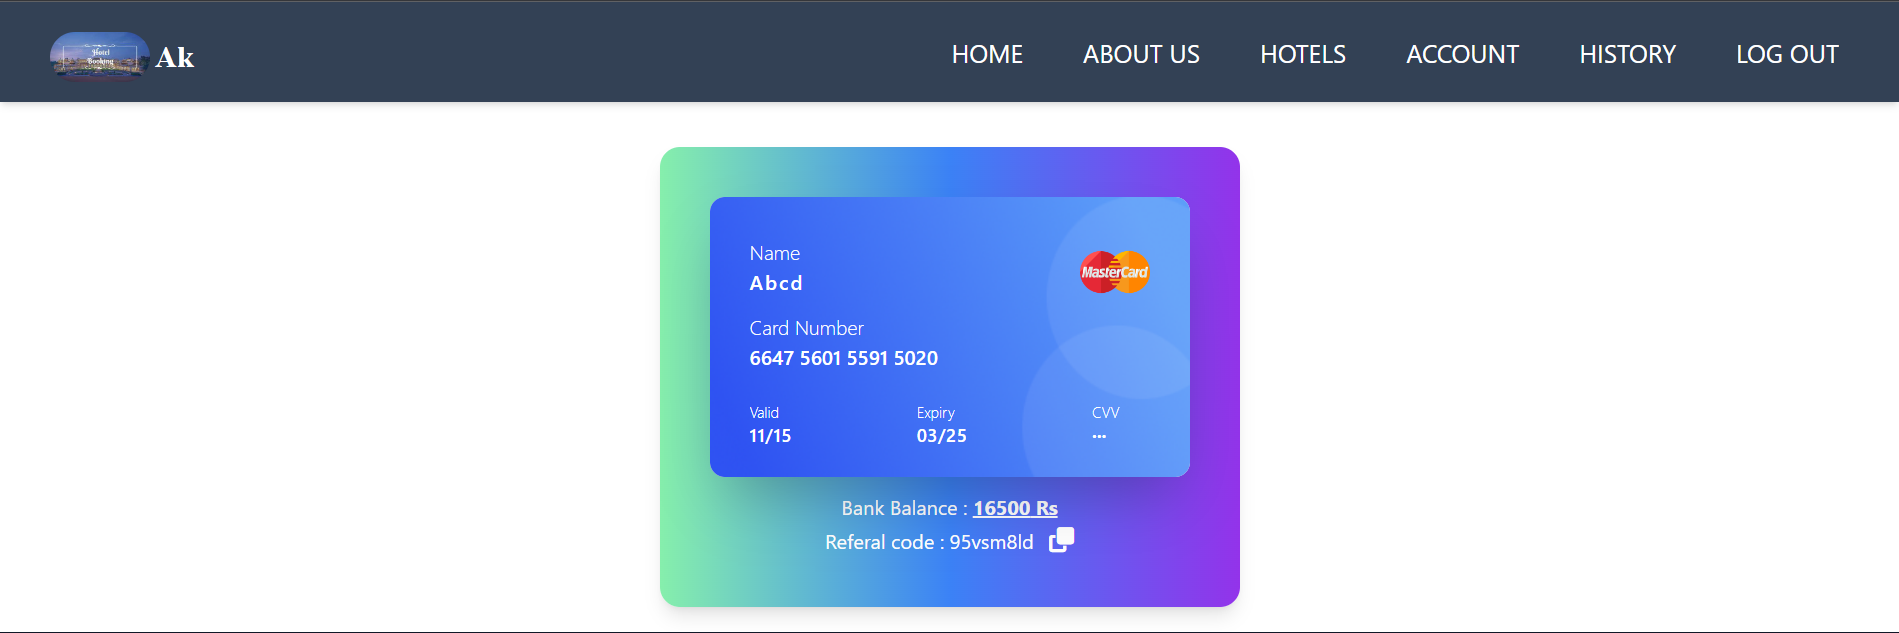 Hotel
Booking
Ak
HOME ABOUT US HOTELS ACCOUNT HISTORY LOG OUT
Name
Abcd
MasterCard
Card Number
6647 5601 5591 5020
Valid Expiry CVV
11/15 03/25 ···
Bank Balance : 16500 Rs
Referal code : 95vsm8ld